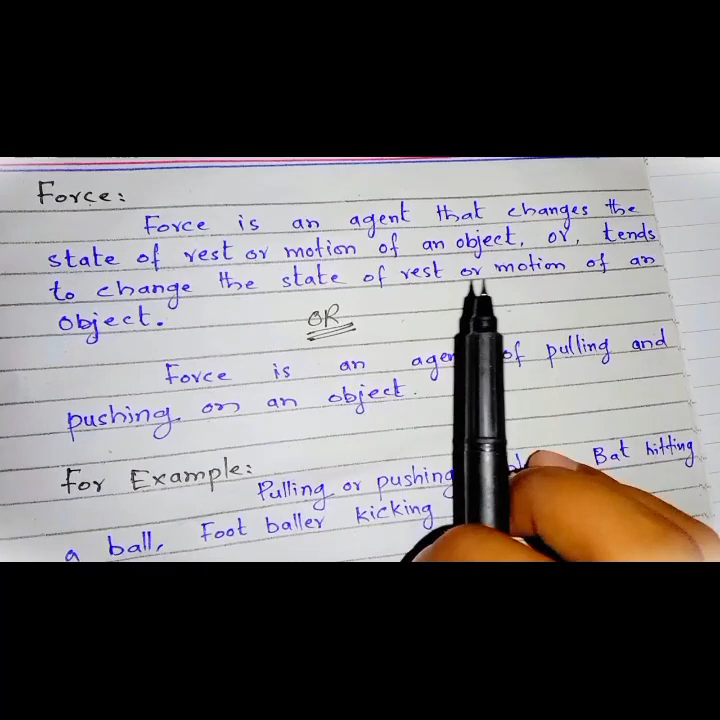 Force:
Force is an agent that changes the
state of rest or motion of an object, or, tends
to change the state of rest or motion of an
object.
OR
Force is an of pulling and
pushing on an object.
For Example:
Pulling or pushing Bat hitting
a ball, Foot baller kicking